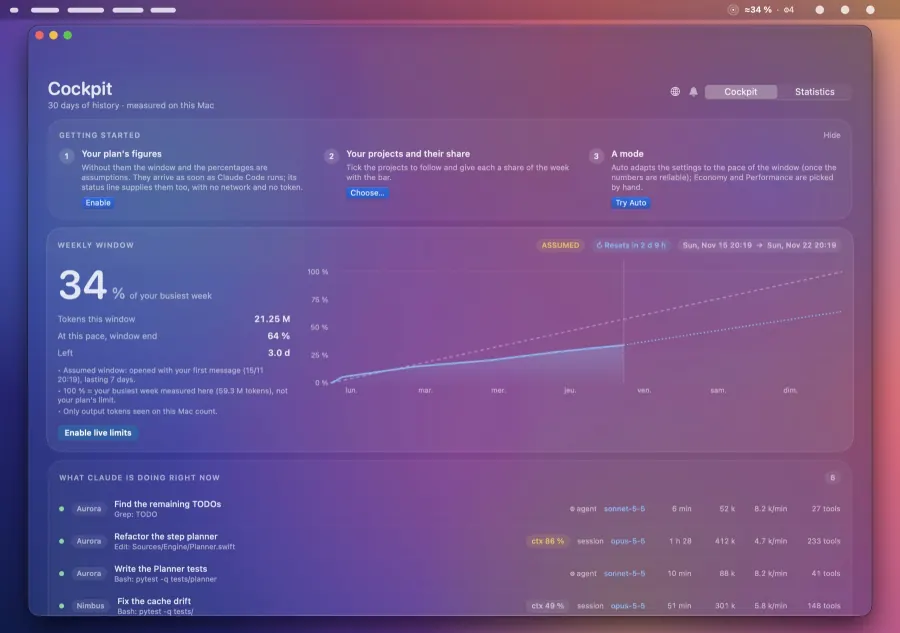 ≈34 % · 4
Cockpit
30 days of history · measured on this Mac
Cockpit
Statistics
GETTING STARTED
Hide
1
Your plan's figures
Without them the window and the percentages are
assumptions. They arrive as soon as Claude Code runs; its
status line supplies them too, with no network and no token.
Enable
2
Your projects and their share
Tick the projects to follow and give each a share of the week
with the bar.
Choose...
3
A mode
Auto adapts the settings to the pace of the window (once the
numbers are reliable); Economy and Performance are picked
by hand.
Try Auto
WEEKLY WINDOW
ASSUMED
Resets in 2 d 9 h
Sun, Nov 15 20:19 → Sun, Nov 22 20:19
34 % of your busiest week
Tokens this window 21.25 M
At this pace, window end 64 %
Left 3.0 d
• Assumed window: opened with your first message (15/11
20:19), lasting 7 days.
• 100 % = your busiest week measured here (59.3 M tokens), not
your plan's limit.
• Only output tokens seen on this Mac count.
Enable live limits
100 %
75 %
50 %
25 %
0 %
lun. mar. mer. jeu. ven. sam. dim.
WHAT CLAUDE IS DOING RIGHT NOW
Aurora
Find the remaining TODOs
Grep: TODO
agent sonnet-5-5 6 min 52 k 8.2 k/min 27 tools
Aurora
Refactor the step planner
Edit: Sources/Engine/Planner.swift
ctx 86 % session opus-5-5 1 h 28 412 k 4.7 k/min 233 tools
Aurora
Write the Planner tests
Bash: pytest -q tests/planner
agent sonnet-5-5 10 min 88 k 8.2 k/min 41 tools
Nimbus
Fix the cache drift
Bash: pytest -q tests/
ctx 49 % session opus-5-5 51 min 301 k 5.8 k/min 148 tools